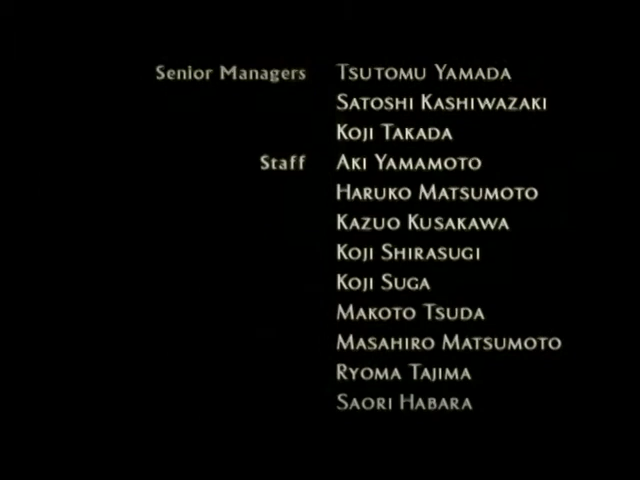 Senior Managers TSUTOMU YAMADA
SATOSHI KASHIWAZAKI
KOJI TAKADA
Staff AKI YAMAMOTO
HARUKO MATSUMOTO
KAZUO KUSAKAWA
KOJI SHIRASUGI
KOJI SUGA
MAKOTO TSUDA
MASAHIRO MATSUMOTO
RYOMA TAJIMA
SAORI HABARA